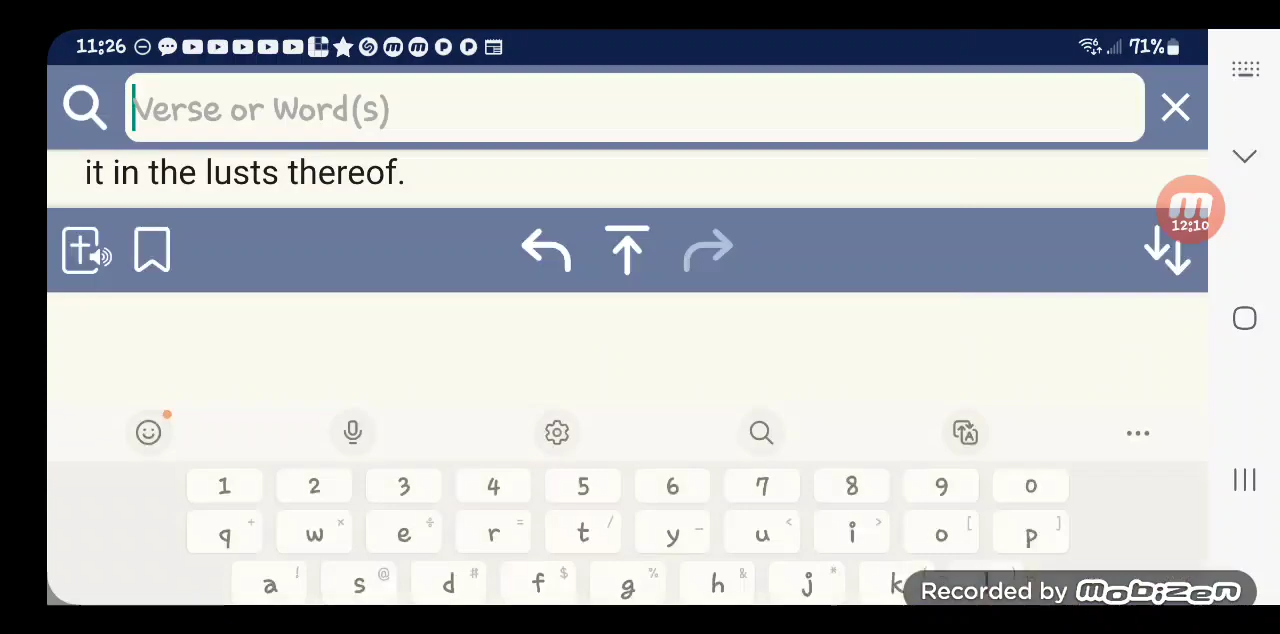 11:26 71%
Verse or Word(s)
it in the lusts thereof.
12:10
1 2 3 4 5 6 7 8 9 0
+ × ÷ = / _ < > [ ]
q w e r t y u i o p
@ # $ % & *
a s d f g h j k
Recorded by mobizen